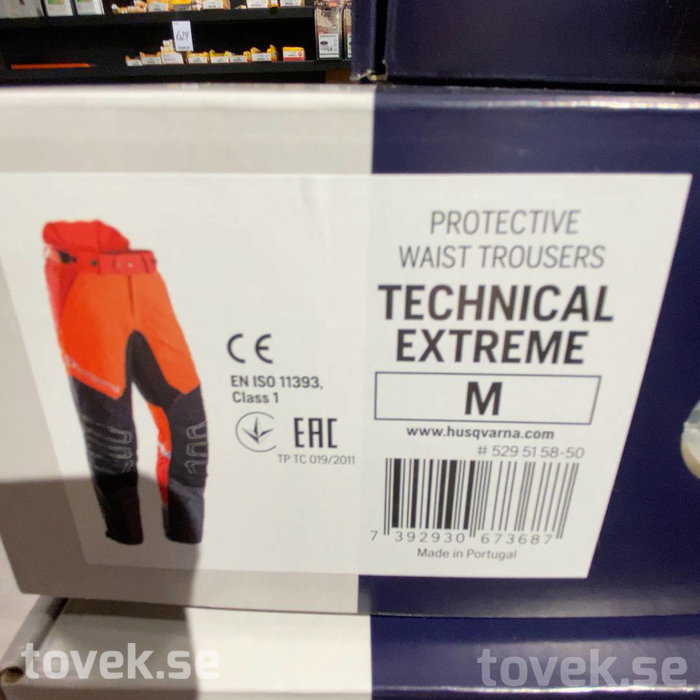 629
PROTECTIVE
WAIST TROUSERS
TECHNICAL
EXTREME
M
www.husqvarna.com
# 529 51 58-50
7 392930 673687
Made in Portugal
CE
EN ISO 11393,
Class 1
EAC
TP TC 019/2011
tovek.se
tovek.se